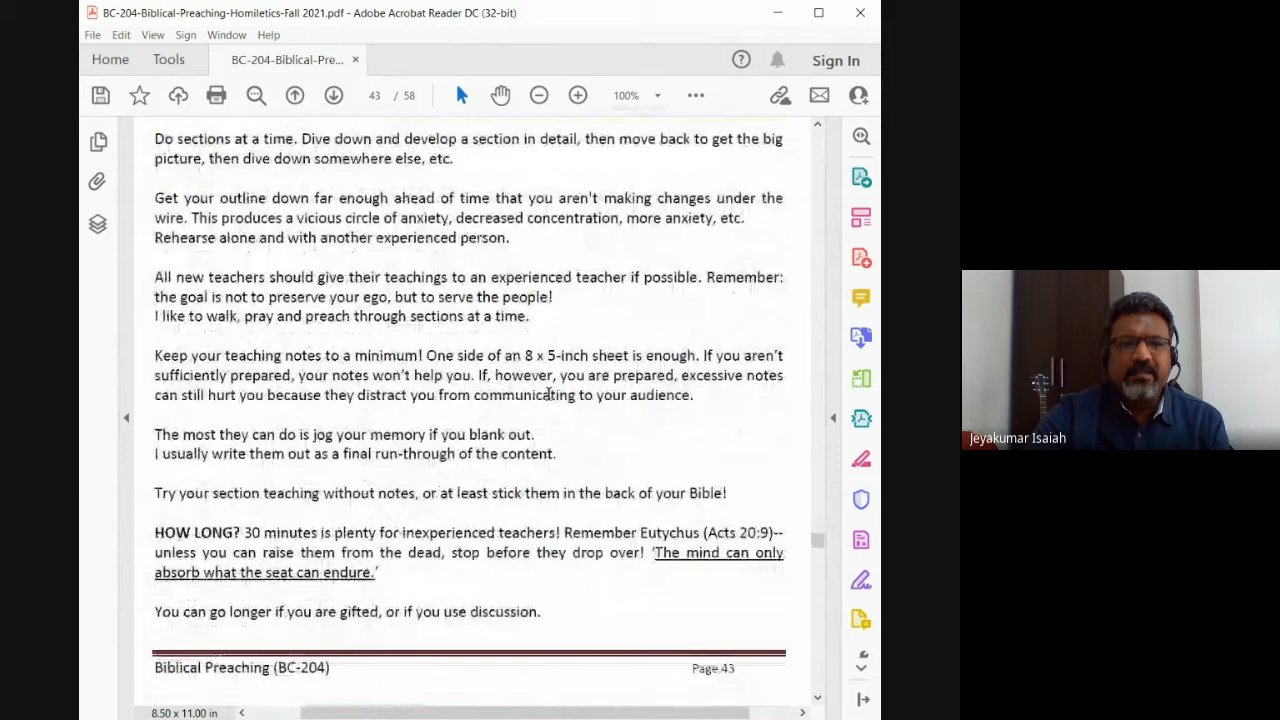 BC-204-Biblical-Preaching-Homiletics-Fall 2021.pdf - Adobe Acrobat Reader DC (32-bit)
File Edit View Sign Window Help
Home Tools BC-204-Biblical-Pre... Sign In
43 / 58 100%
Do sections at a time. Dive down and develop a section in detail, then move back to get the big
picture, then dive down somewhere else, etc.
Get your outline down far enough ahead of time that you aren't making changes under the
wire. This produces a vicious circle of anxiety, decreased concentration, more anxiety, etc.
Rehearse alone and with another experienced person.
All new teachers should give their teachings to an experienced teacher if possible. Remember:
the goal is not to preserve your ego, but to serve the people!
I like to walk, pray and preach through sections at a time.
Keep your teaching notes to a minimum! One side of an 8 x 5-inch sheet is enough. If you aren't
sufficiently prepared, your notes won't help you. If, however, you are prepared, excessive notes
can still hurt you because they distract you from communicating to your audience.
The most they can do is jog your memory if you blank out.
I usually write them out as a final run-through of the content.
Try your section teaching without notes, or at least stick them in the back of your Bible!
HOW LONG? 30 minutes is plenty for inexperienced teachers! Remember Eutychus (Acts 20:9)--
unless you can raise them from the dead, stop before they drop over! 'The mind can only
absorb what the seat can endure.'
You can go longer if you are gifted, or if you use discussion.
Biblical Preaching (BC-204) Page 43
8.50 x 11.00 in
Jeyakumar Isaiah